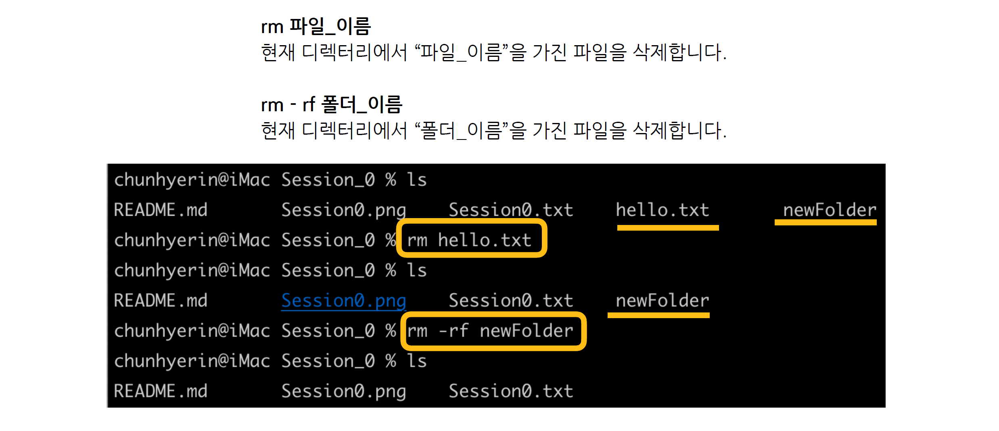 rm 파일_이름
현재 디렉터리에서 “파일_이름”을 가진 파일을 삭제합니다.
rm - rf 폴더_이름
현재 디렉터리에서 “폴더_이름”을 가진 파일을 삭제합니다.
chunhyerin@iMac Session_0 % ls
README.md Session0.png Session0.txt hello.txt newFolder
chunhyerin@iMac Session_0 % rm hello.txt
chunhyerin@iMac Session_0 % ls
README.md Session0.png Session0.txt newFolder
chunhyerin@iMac Session_0 % rm -rf newFolder
chunhyerin@iMac Session_0 % ls
README.md Session0.png Session0.txt